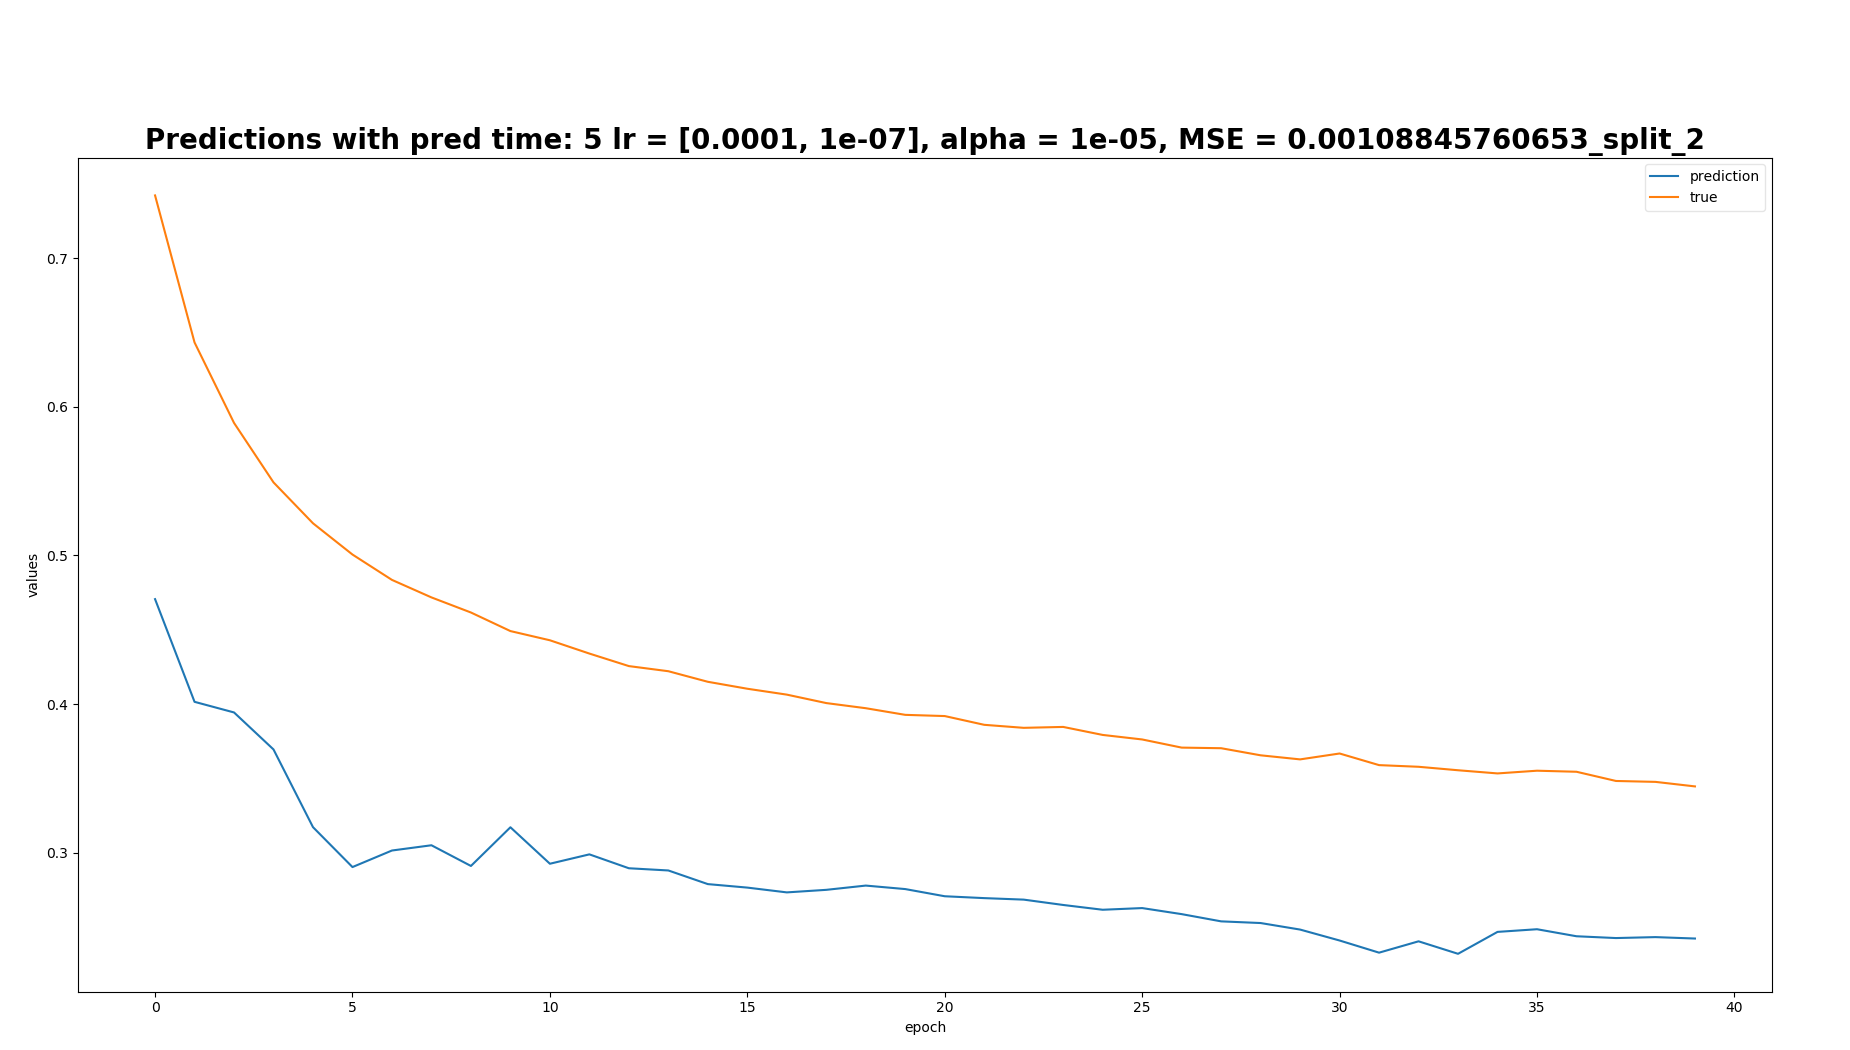 Predictions with pred time: 5 lr = [0.0001, 1e-07], alpha = 1e-05, MSE = 0.00108845760653_split_2
prediction
true
0.7
0.6
0.5
0.4
0.3
values
0 5 10 15 20 25 30 35 40
epoch